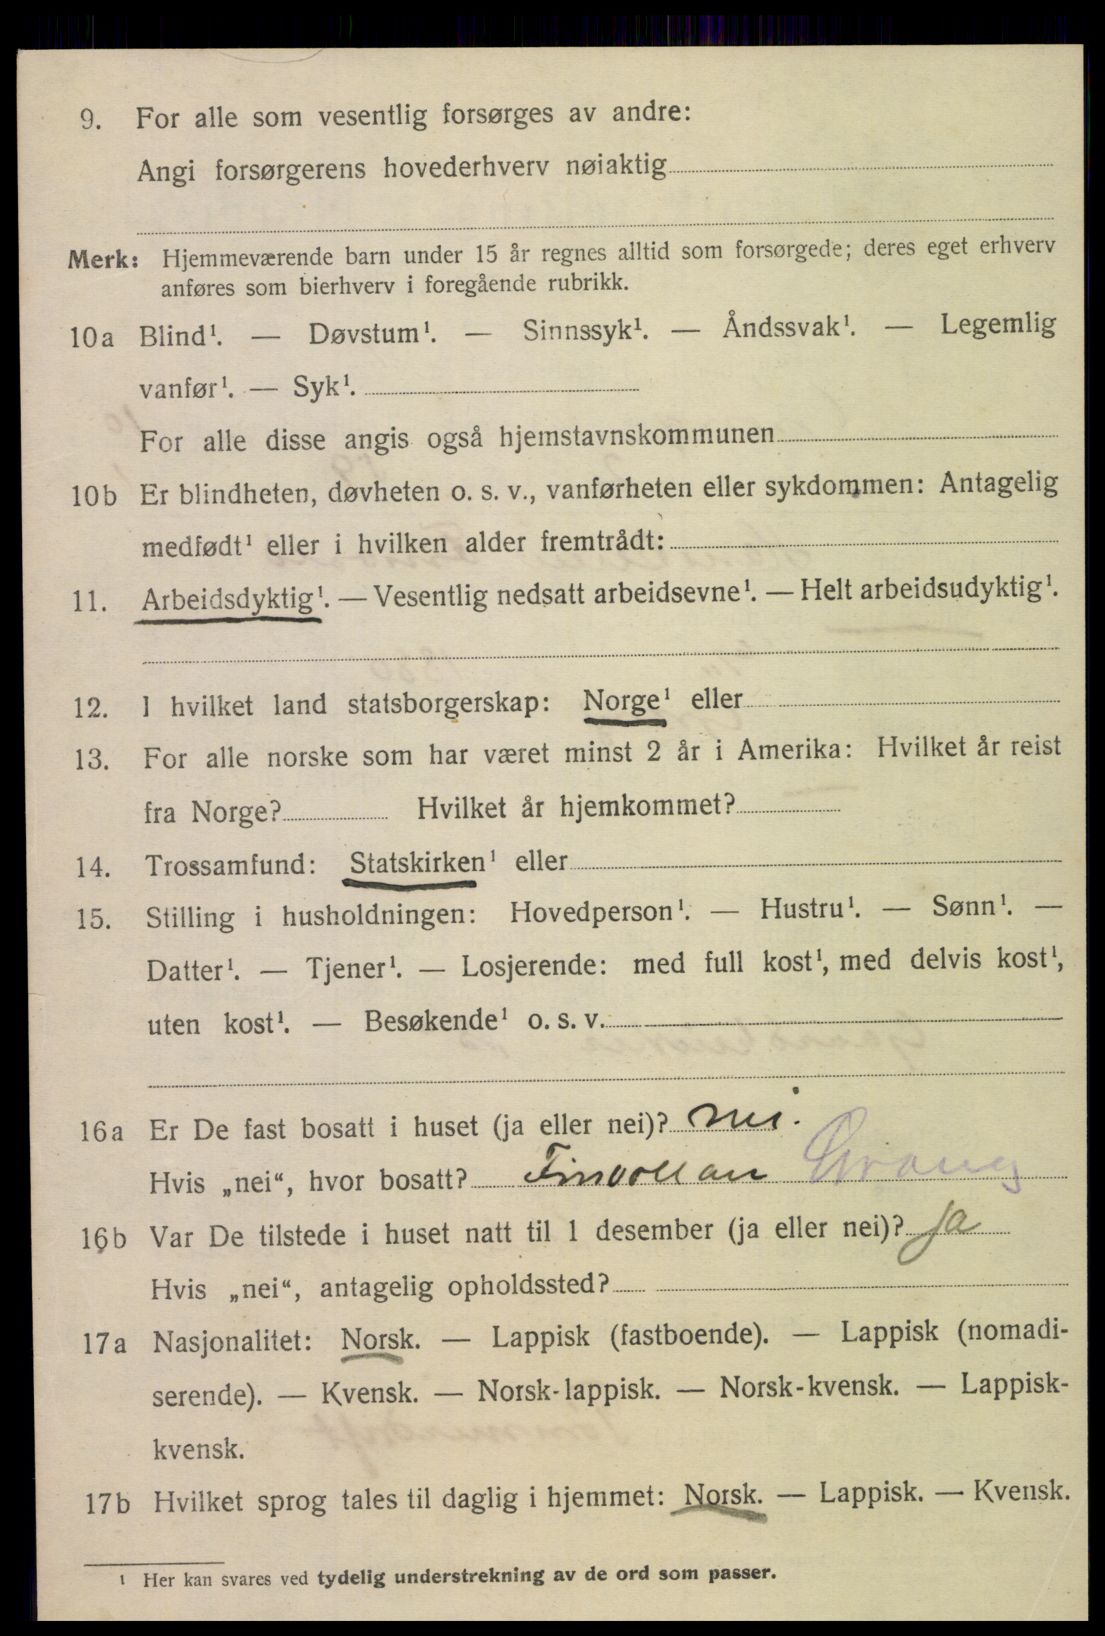 9. For alle som vesentlig forsørges av andre:
Angi forsørgerens hovederhverv nøiaktig
Merk: Hjemmeværende barn under 15 år regnes alltid som forsørgede; deres eget erhverv
anføres som bierhverv i foregående rubrikk.
10a Blind¹. — Døvstum¹. — Sinnssyk¹. — Åndssvak¹. — Legemlig
vanfør¹. — Syk¹.
For alle disse angis også hjemstavnskommunen
10b Er blindheten, døvheten o. s. v., vanførheten eller sykdommen: Antagelig
medfødt¹ eller i hvilken alder fremtrådt:
11. Arbeidsdyktig¹. — Vesentlig nedsatt arbeidsevne¹. — Helt arbeidsudyktig¹.
12. I hvilket land statsborgerskap: Norge¹ eller
13. For alle norske som har været minst 2 år i Amerika: Hvilket år reist
fra Norge? Hvilket år hjemkommet?
14. Trossamfund: Statskirken¹ eller
15. Stilling i husholdningen: Hovedperson¹. — Hustru¹. — Sønn¹. —
Datter¹. — Tjener¹. — Losjerende: med full kost¹, med delvis kost¹,
uten kost¹. — Besøkende¹ o. s. v.
16a Er De fast bosatt i huset (ja eller nei)? nei.
Hvis „nei“, hvor bosatt?
16b Var De tilstede i huset natt til 1 desember (ja eller nei)? ja
Hvis „nei“, antagelig opholdssted?
17a Nasjonalitet: Norsk. — Lappisk (fastboende). — Lappisk (nomadi-
serende). — Kvensk. — Norsk-lappisk. — Norsk-kvensk. — Lappisk-
kvensk.
17b Hvilket sprog tales til daglig i hjemmet: Norsk. — Lappisk. — Kvensk.
¹ Her kan svares ved tydelig understrekning av de ord som passer.